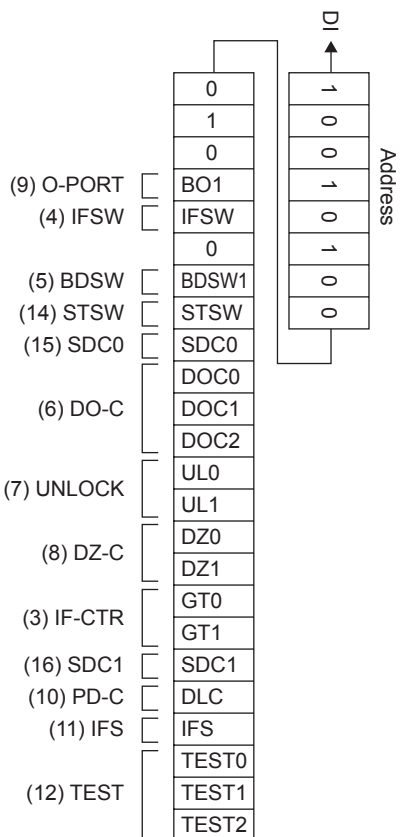 DI
1
0
0
1
0
1
0
0
Address
0
1
0
(9) O-PORT BO1
(4) IFSW IFSW
0
(5) BDSW BDSW1
(14) STSW STSW
(15) SDC0 SDC0
DOC0
(6) DO-C DOC1
DOC2
(7) UNLOCK UL0
UL1
(8) DZ-C DZ0
DZ1
(3) IF-CTR GT0
GT1
(16) SDC1 SDC1
(10) PD-C DLC
(11) IFS IFS
TEST0
(12) TEST TEST1
TEST2